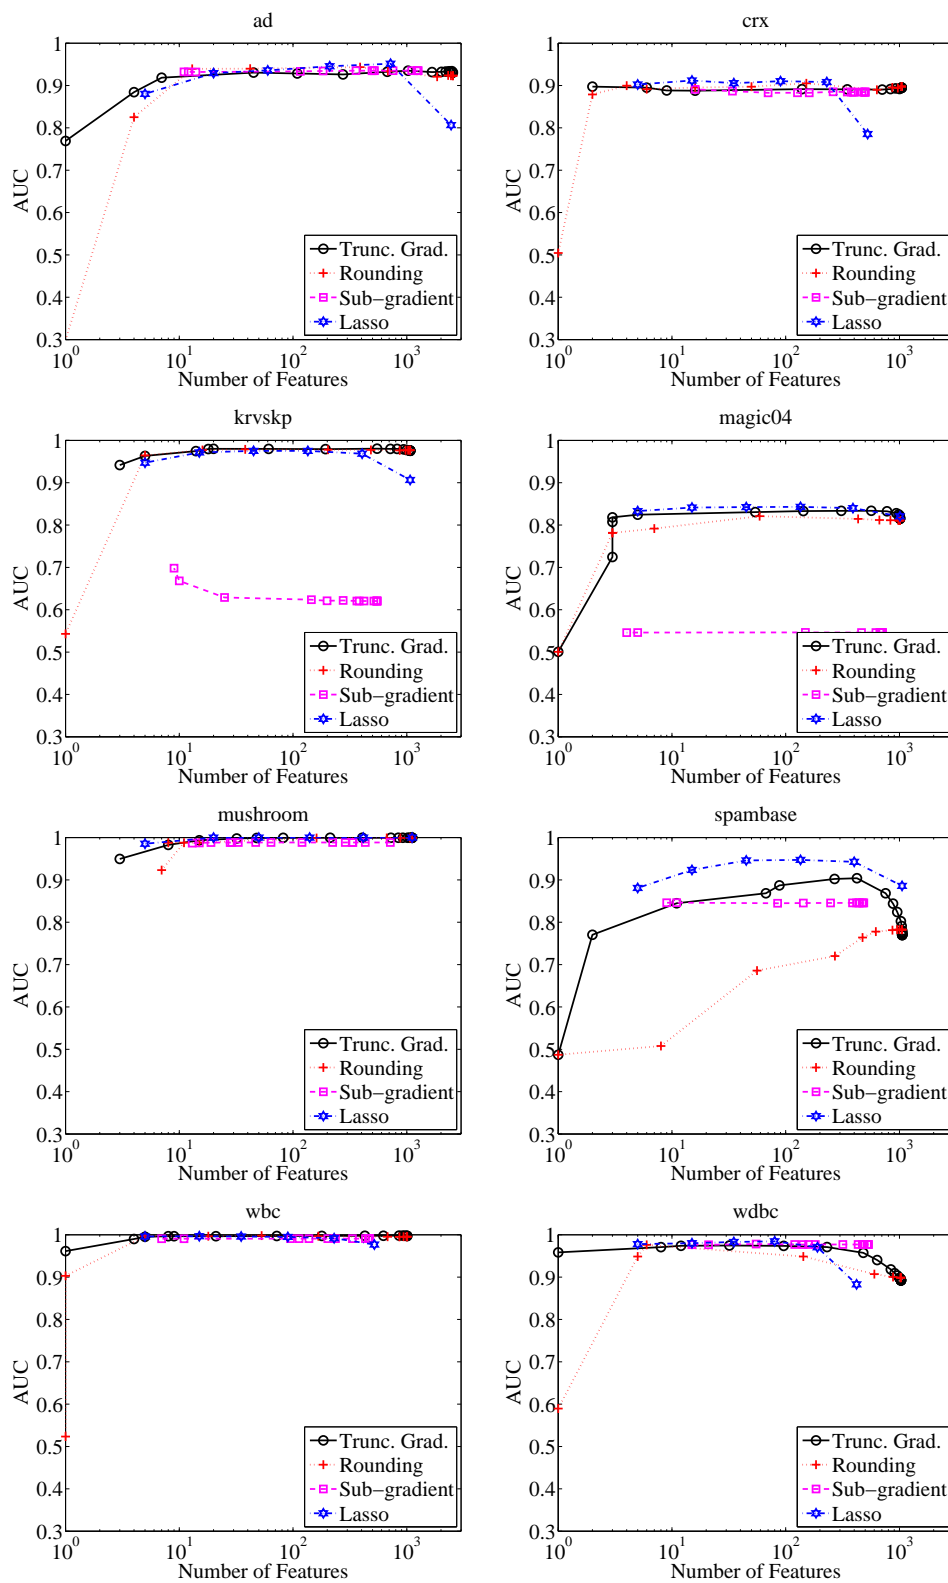 ad
1
0.9
0.8
0.7
0.6
0.5
0.4
0.3
AUC
10^0 10^1 10^2 10^3
Number of Features
Trunc. Grad.
Rounding
Sub-gradient
Lasso
crx
1
0.9
0.8
0.7
0.6
0.5
0.4
0.3
AUC
10^0 10^1 10^2 10^3
Number of Features
Trunc. Grad.
Rounding
Sub-gradient
Lasso
krvskp
1
0.9
0.8
0.7
0.6
0.5
0.4
0.3
AUC
10^0 10^1 10^2 10^3
Number of Features
Trunc. Grad.
Rounding
Sub-gradient
Lasso
magic04
1
0.9
0.8
0.7
0.6
0.5
0.4
0.3
AUC
10^0 10^1 10^2 10^3
Number of Features
Trunc. Grad.
Rounding
Sub-gradient
Lasso
mushroom
1
0.9
0.8
0.7
0.6
0.5
0.4
0.3
AUC
10^0 10^1 10^2 10^3
Number of Features
Trunc. Grad.
Rounding
Sub-gradient
Lasso
spambase
1
0.9
0.8
0.7
0.6
0.5
0.4
0.3
AUC
10^0 10^1 10^2 10^3
Number of Features
Trunc. Grad.
Rounding
Sub-gradient
Lasso
wbc
1
0.9
0.8
0.7
0.6
0.5
0.4
0.3
AUC
10^0 10^1 10^2 10^3
Number of Features
Trunc. Grad.
Rounding
Sub-gradient
Lasso
wdbc
1
0.9
0.8
0.7
0.6
0.5
0.4
0.3
AUC
10^0 10^1 10^2 10^3
Number of Features
Trunc. Grad.
Rounding
Sub-gradient
Lasso